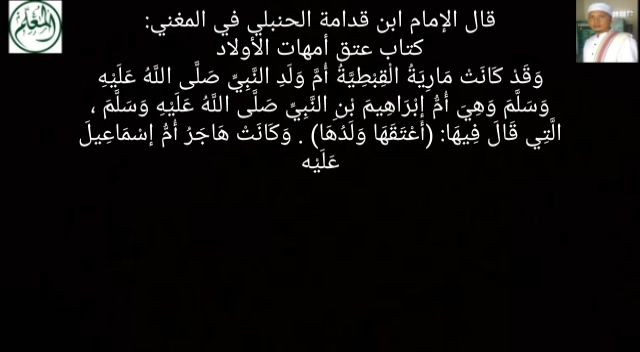 قال الإمام ابن قدامة الحنبلي في المغني:
كتاب عتق أمهات الأولاد
وَقَدْ كَانَتْ مَارِيَةُ الْقِبْطِيَّةُ أُمَّ وَلَدِ النَّبِيِّ صَلَّى اللَّهُ عَلَيْهِ
وَسَلَّمَ وَهِيَ أُمُّ إبْرَاهِيمَ بْنِ النَّبِيِّ صَلَّى اللَّهُ عَلَيْهِ وَسَلَّمَ ،
الَّتِي قَالَ فِيهَا: (أَعْتَقَهَا وَلَدُهَا) . وَكَانَتْ هَاجَرُ أُمُّ إسْمَاعِيلَ
عَلَيْه